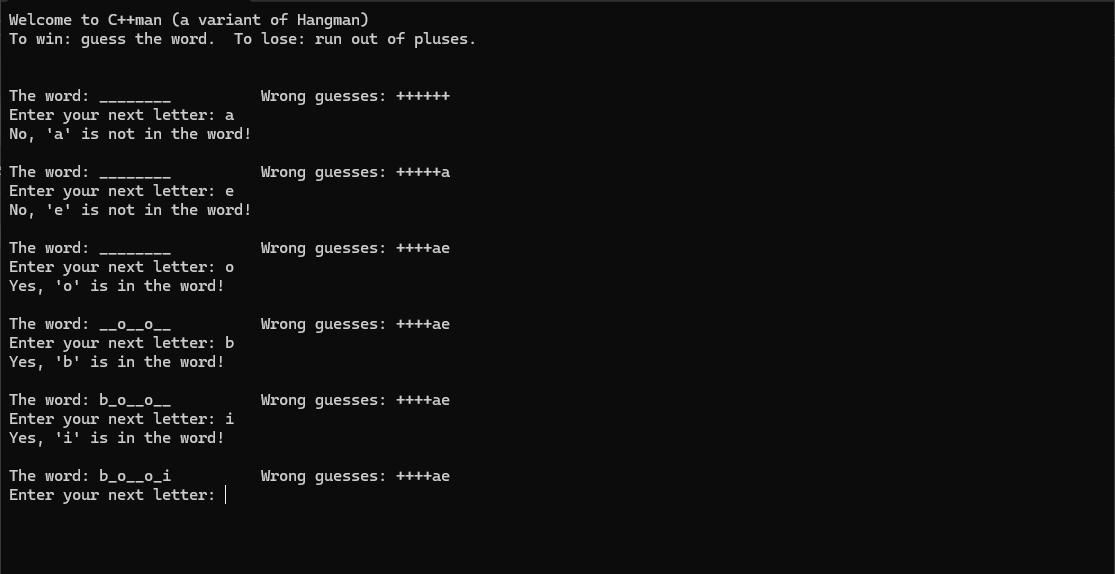 Welcome to C++man (a variant of Hangman)
To win: guess the word.  To lose: run out of pluses.
The word: ________          Wrong guesses: ++++++
Enter your next letter: a
No, 'a' is not in the word!
The word: ________          Wrong guesses: +++++a
Enter your next letter: e
No, 'e' is not in the word!
The word: ________          Wrong guesses: ++++ae
Enter your next letter: o
Yes, 'o' is in the word!
The word: __o__o__          Wrong guesses: ++++ae
Enter your next letter: b
Yes, 'b' is in the word!
The word: b_o__o__          Wrong guesses: ++++ae
Enter your next letter: i
Yes, 'i' is in the word!
The word: b_o__o_i          Wrong guesses: ++++ae
Enter your next letter: